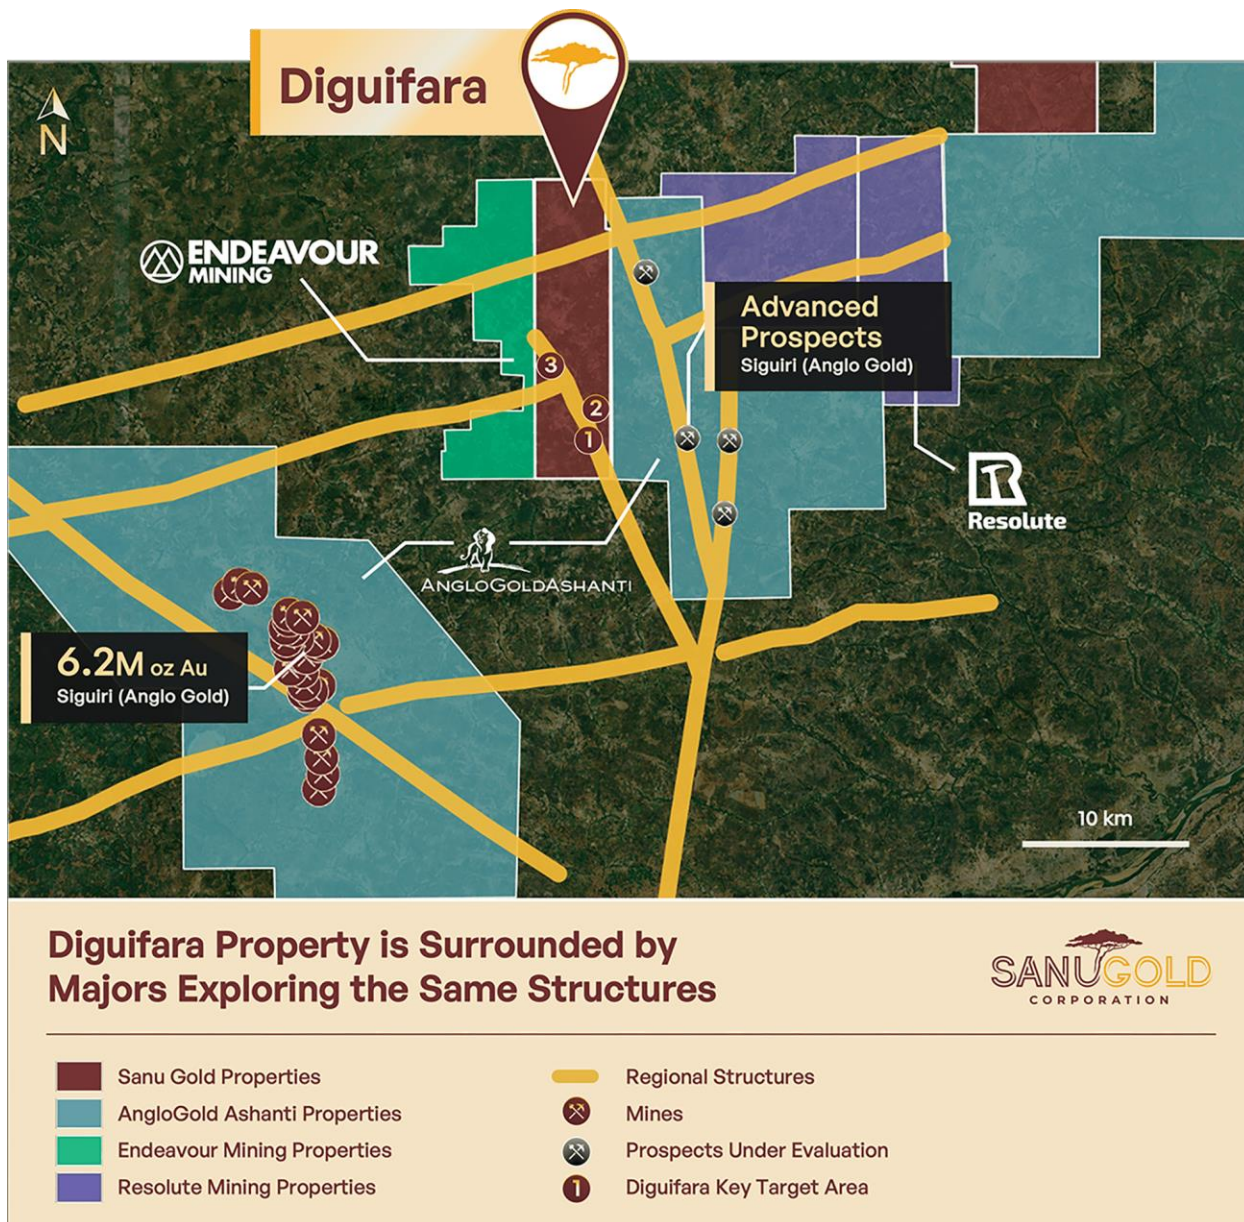 Diguifara
N
ENDEAVOUR
MINING
Advanced
Prospects
Siguiri (Anglo Gold)
3
2
1
Resolute
ANGLOGOLDASHANTI
6.2M oz Au
Siguiri (Anglo Gold)
10 km
Diguifara Property is Surrounded by
Majors Exploring the Same Structures
SANUGOLD
CORPORATION
Sanu Gold Properties
AngloGold Ashanti Properties
Endeavour Mining Properties
Resolute Mining Properties
Regional Structures
Mines
Prospects Under Evaluation
1 Diguifara Key Target Area